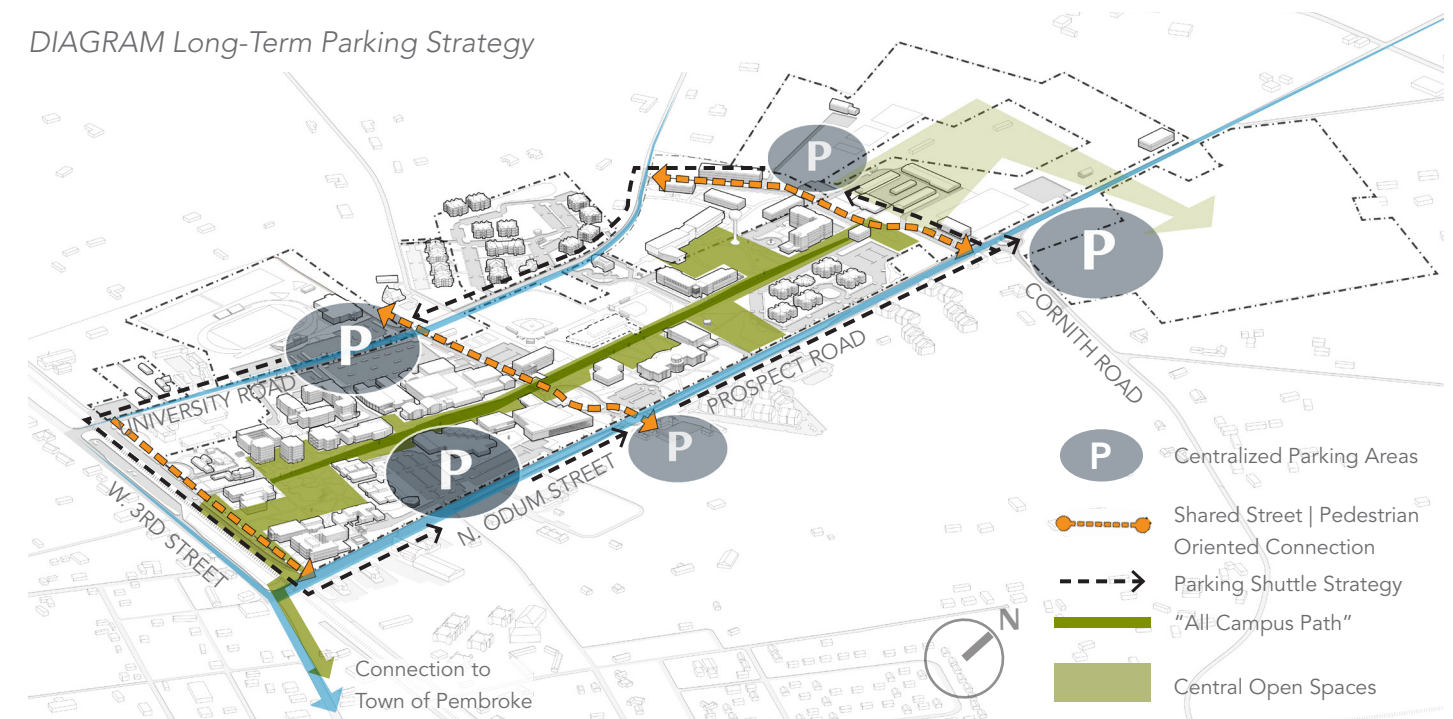 DIAGRAM Long-Term Parking Strategy
P
P
P
P
P
UNIVERSITY ROAD
PROSPECT ROAD
CORNITH ROAD
N. ODUM STREET
W. 3RD STREET
Connection to
Town of Pembroke
N
P
Centralized Parking Areas
Shared Street | Pedestrian
Oriented Connection
Parking Shuttle Strategy
"All Campus Path"
Central Open Spaces